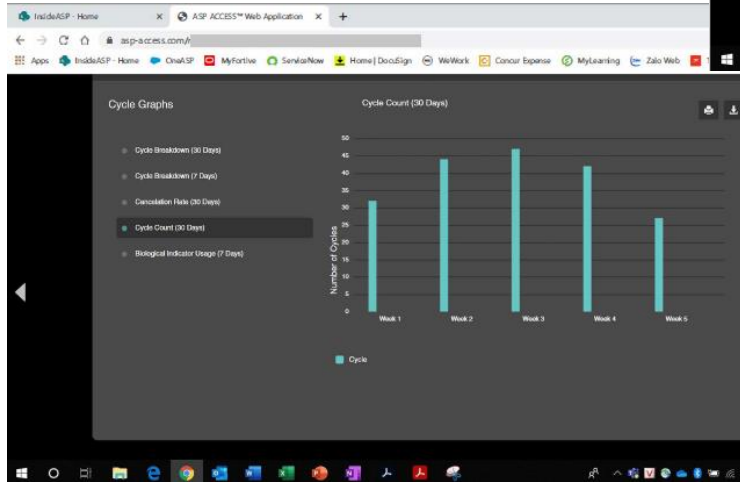 InsideASP - Home
ASP ACCESS™ Web Application
asp-access.com/r
Apps InsideASP - Home OneASP MyFortive ServiceNow Home | DocuSign WeWork Concur Expense MyLearning Zalo Web
Cycle Graphs
Cycle Count (30 Days)
Cycle Breakdown (30 Days)
Cycle Breakdown (7 Days)
Cancelation Rate (30 Days)
Cycle Count (30 Days)
Biological Indicator Usage (7 Days)
Number of Cycles
50
45
40
35
30
25
20
15
10
5
0
Week 1 Week 2 Week 3 Week 4 Week 5
Cycle